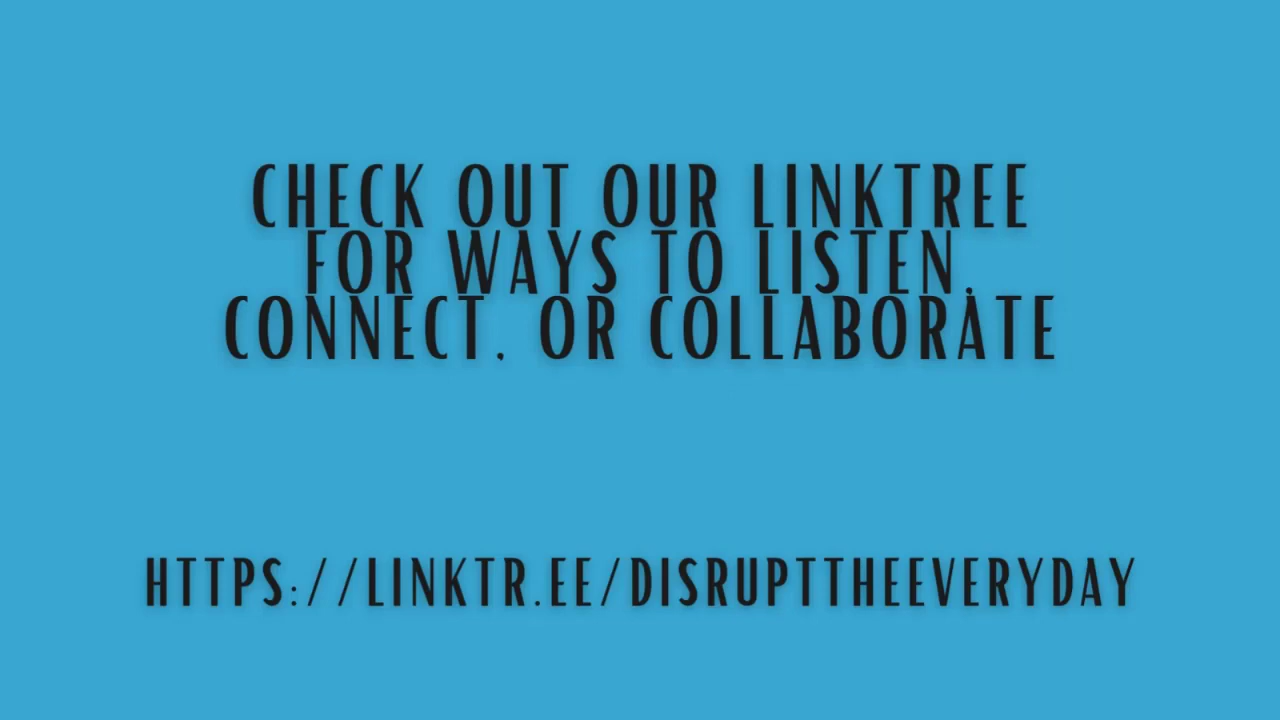 CHECK OUT OUR LINKTREE
FOR WAYS TO LISTEN,
CONNECT, OR COLLABORATE
HTTPS://LINKTR.EE/DISRUPTTHEEVERYDAY